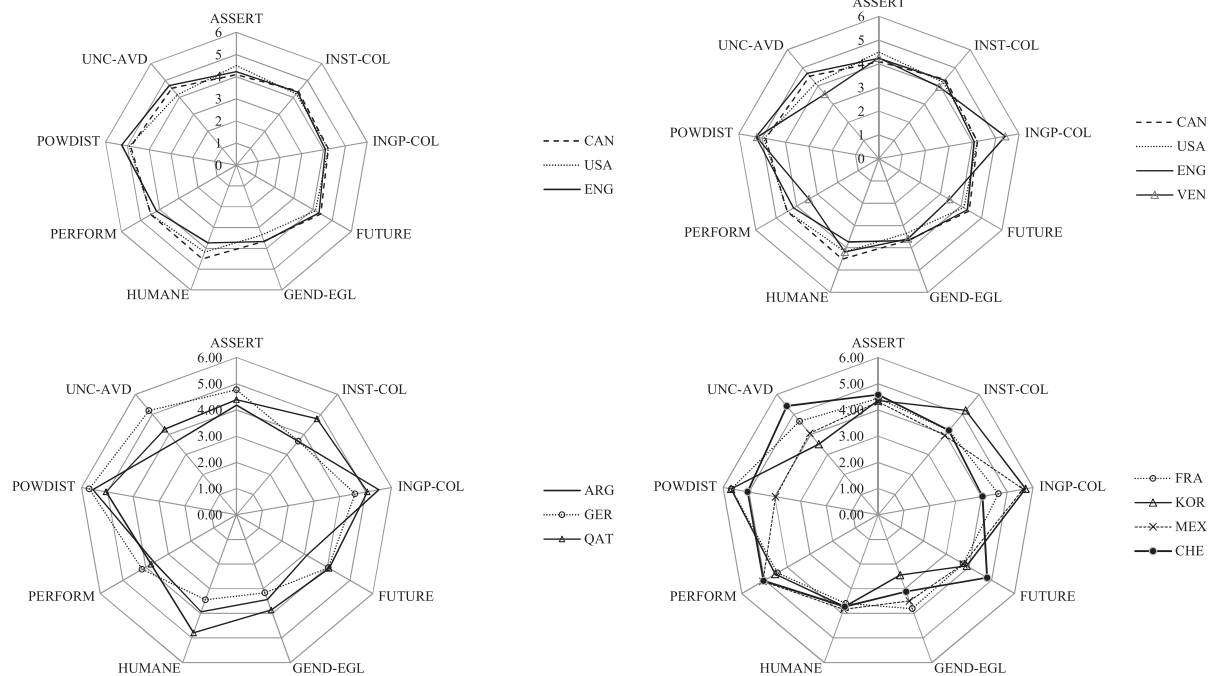 ASSERT
6
5
4
3
2
1
0
INST-COL
INGP-COL
FUTURE
GEND-EGL
HUMANE
PERFORM
POWDIST
UNC-AVD
CAN
USA
ENG
ASSERT
6
5
4
3
2
1
0
INST-COL
INGP-COL
FUTURE
GEND-EGL
HUMANE
PERFORM
POWDIST
UNC-AVD
CAN
USA
ENG
VEN
ASSERT
6.00
5.00
4.00
3.00
2.00
1.00
0.00
INST-COL
INGP-COL
FUTURE
GEND-EGL
HUMANE
PERFORM
POWDIST
UNC-AVD
ARG
GER
QAT
ASSERT
6.00
5.00
4.00
3.00
2.00
1.00
0.00
INST-COL
INGP-COL
FUTURE
GEND-EGL
HUMANE
PERFORM
POWDIST
UNC-AVD
FRA
KOR
MEX
CHE